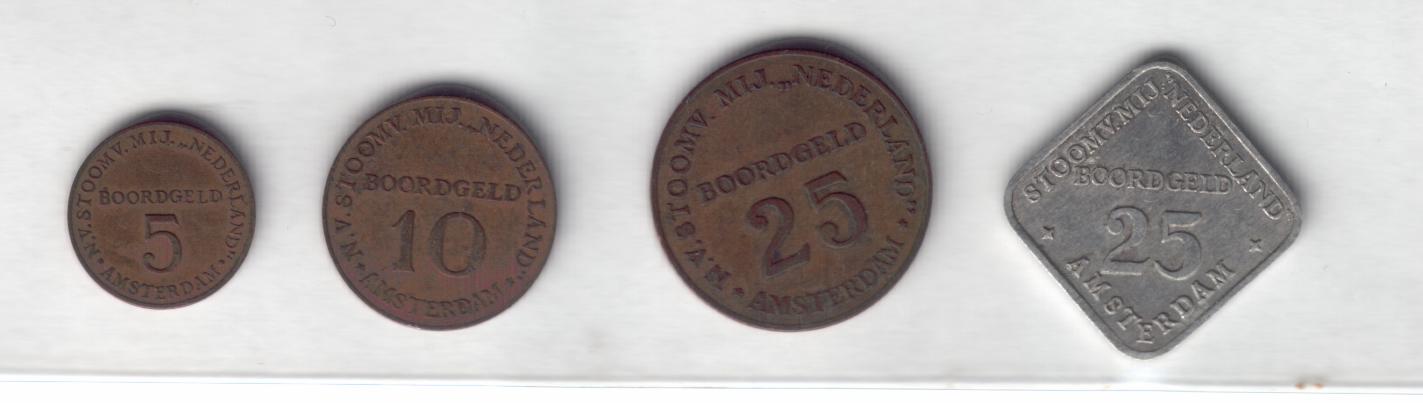 N.V. STOOMV. MIJ. „NEDERLAND"
BOORDGELD
5
* AMSTERDAM *
N.V. STOOMV. MIJ. „NEDERLAND"
BOORDGELD
10
* AMSTERDAM *
N.V. STOOMV. MIJ. „NEDERLAND"
BOORDGELD
25
* AMSTERDAM *
STOOMV. MIJ. "NEDERLAND
BOORDGELD
25
AMSTERDAM